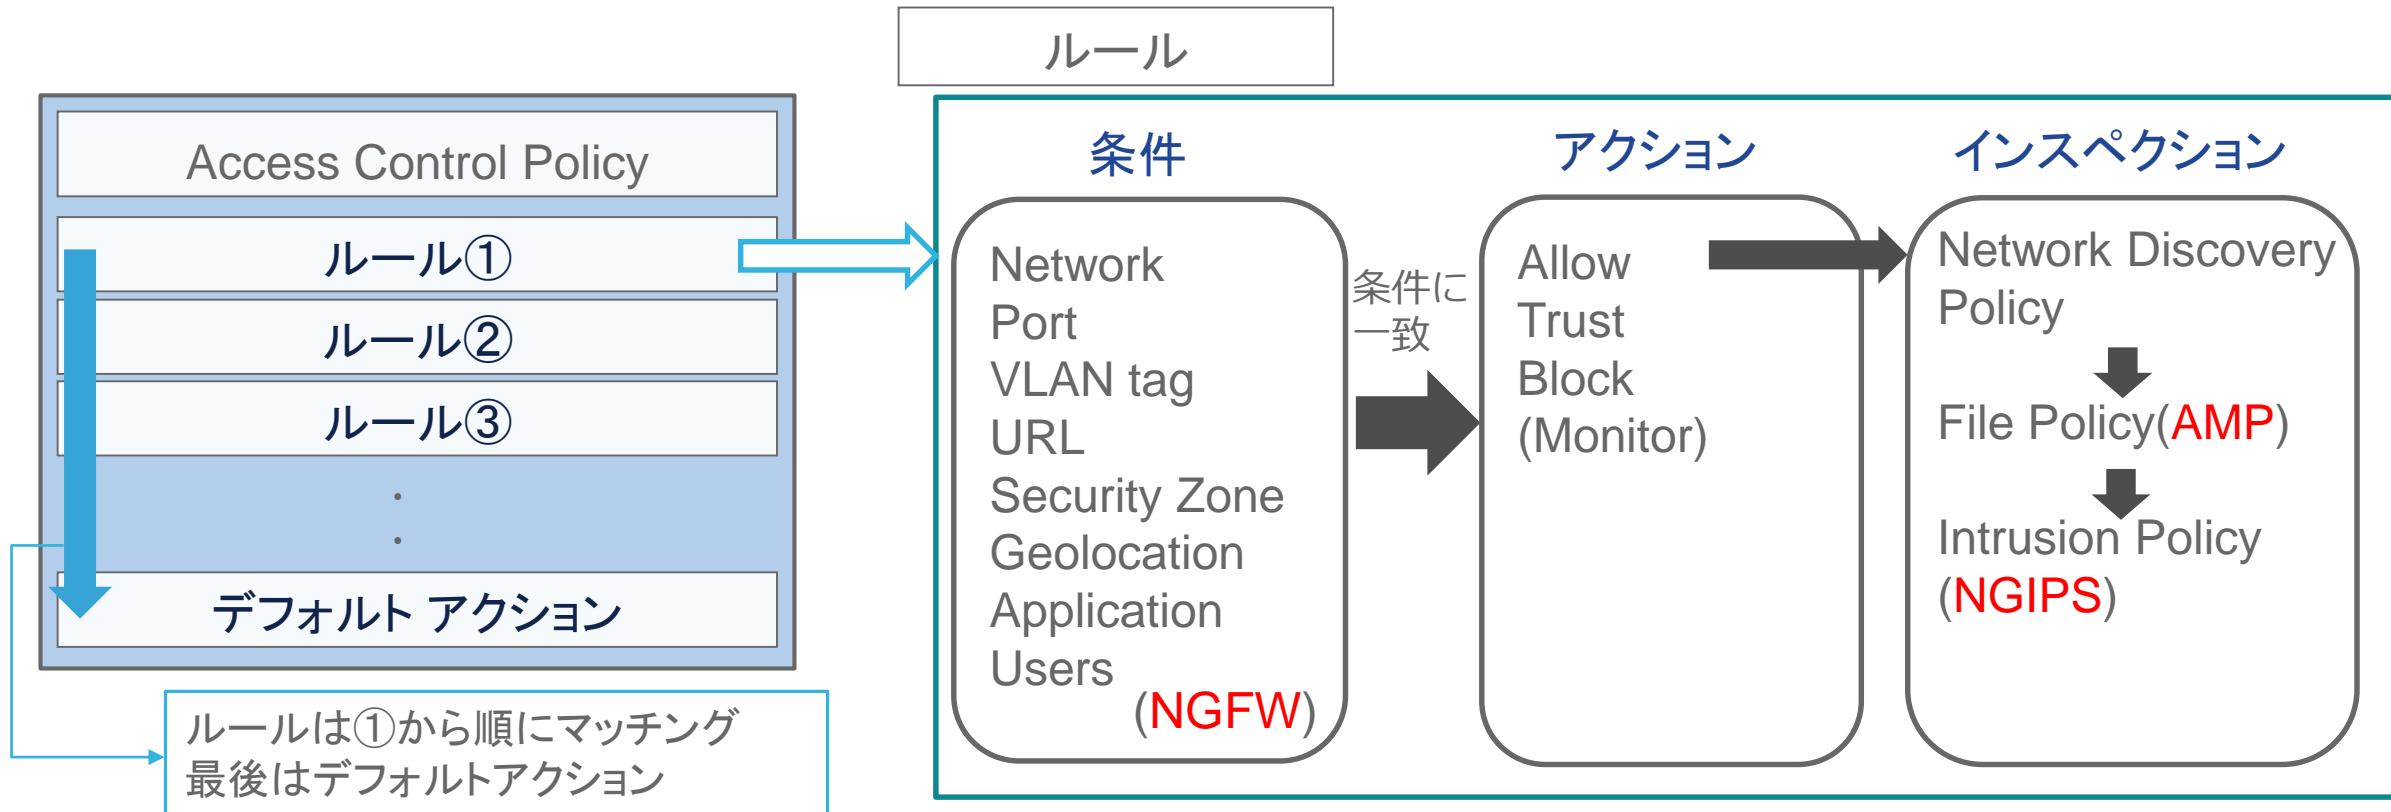 ルール
Access Control Policy
ルール①
ルール②
ルール③
・
・
デフォルト アクション
ルールは①から順にマッチング
最後はデフォルトアクション
条件
Network
Port
VLAN tag
URL
Security Zone
Geolocation
Application
Users
(NGFW)
条件に
一致
アクション
Allow
Trust
Block
(Monitor)
インスペクション
Network Discovery
Policy
File Policy(AMP)
Intrusion Policy
(NGIPS)